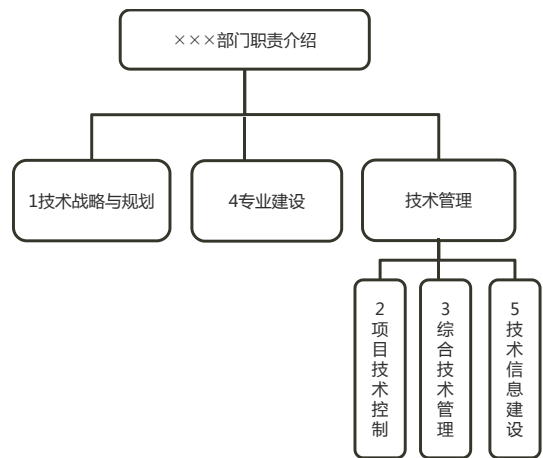 ×××部门职责介绍
1技术战略与规划
4专业建设
技术管理
2项目技术控制
3综合技术管理
5技术信息建设